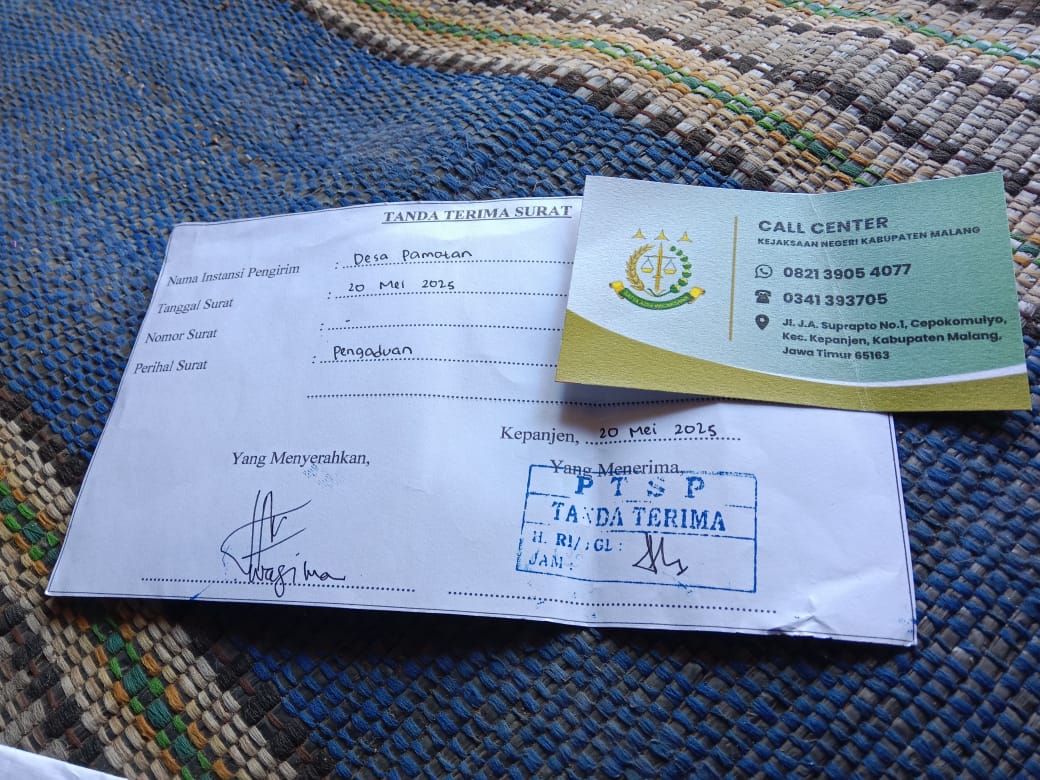 TANDA TERIMA SURAT
Nama Instansi Pengirim : Desa Pamotan
Tanggal Surat : 20 Mei 2025
Nomor Surat : -
Perihal Surat : Pengaduan
Kepanjen, 20 Mei 2025
Yang Menyerahkan,
Yang Menerima,
PTSP
TANDA TERIMA
JAM :
CALL CENTER
KEJAKSAAN NEGERI KABUPATEN MALANG
0821 3905 4077
0341 393705
Jl. J.A. Suprapto No.1, Cepokomulyo,
Kec. Kepanjen, Kabupaten Malang,
Jawa Timur 65163